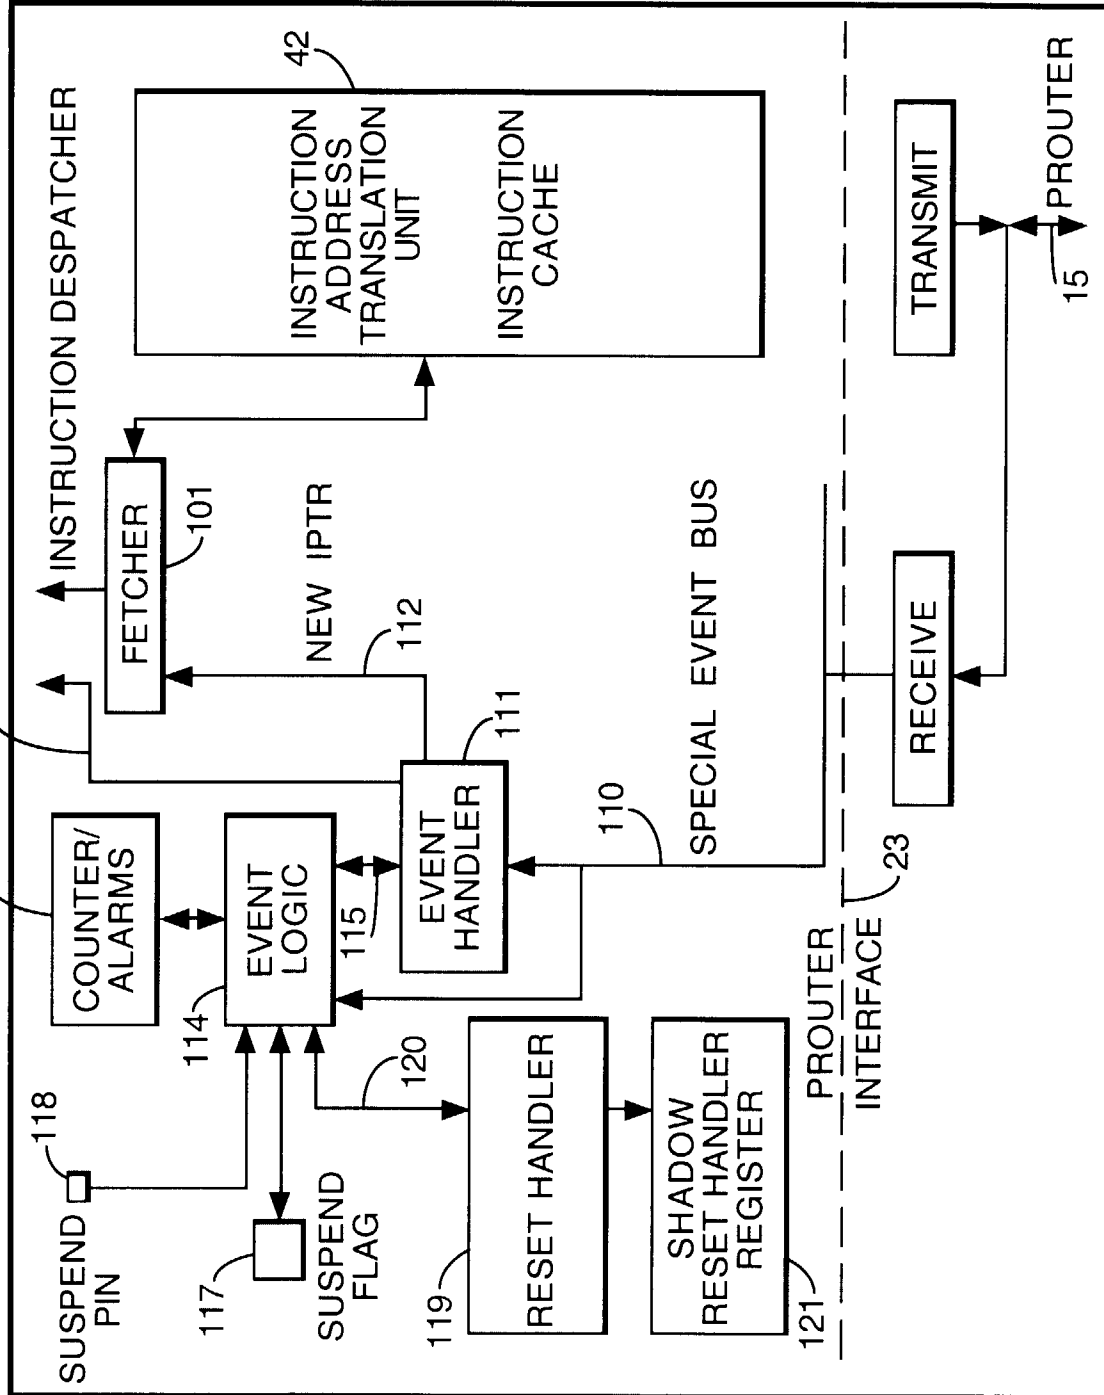 SUSPEND
PIN
118
117
SUSPEND
FLAG
COUNTER/
ALARMS
114
EVENT
LOGIC
115
120
119
RESET HANDLER
SHADOW
RESET HANDLER
REGISTER
121
EVENT
HANDLER
111
112
NEW IPTR
FETCHER
101
INSTRUCTION DESPATCHER
42
INSTRUCTION
ADDRESS
TRANSLATION
UNIT
INSTRUCTION
CACHE
110
SPECIAL EVENT BUS
PROUTER
INTERFACE
23
RECEIVE
TRANSMIT
15
PROUTER